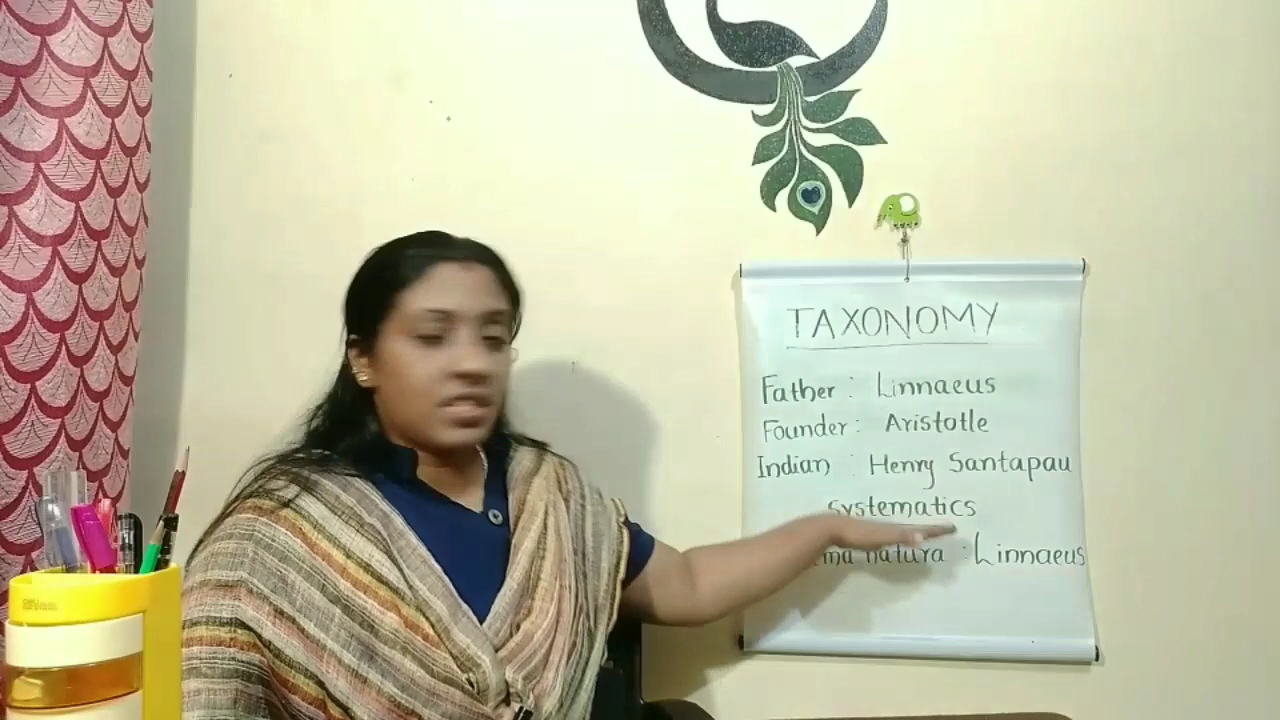 TAXONOMY
Father : Linnaeus
Founder : Aristotle
Indian : Henry Santapau
systematics
natura : Linnaeus